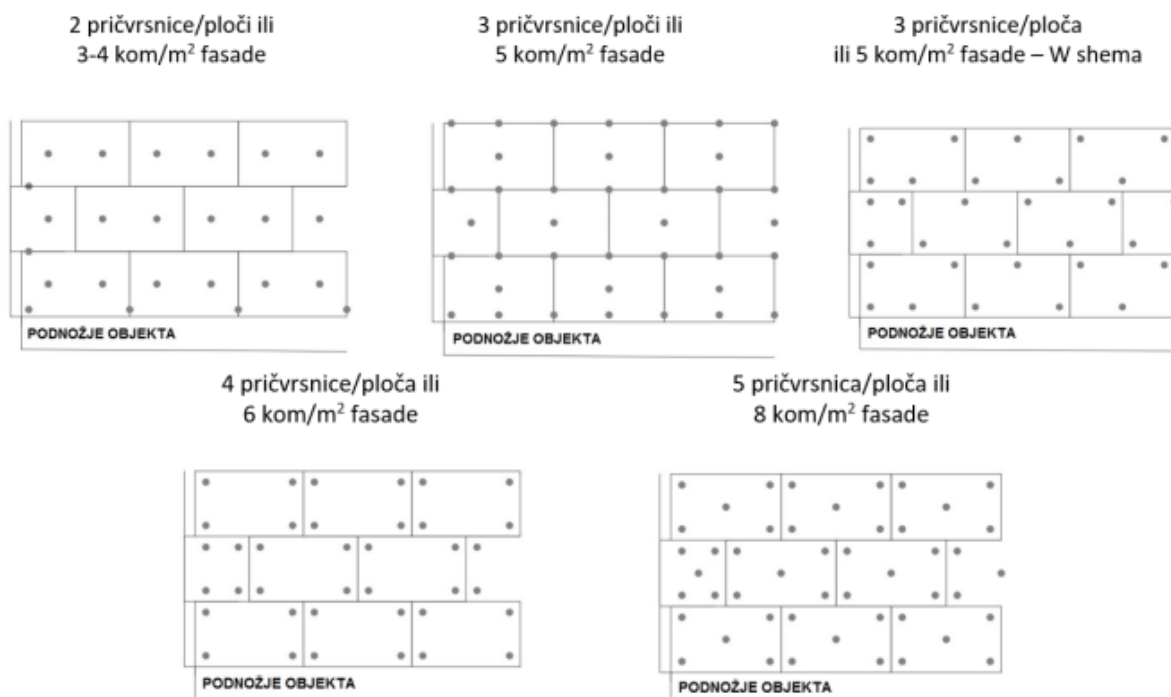 2 pričvrsnice/ploči ili
3-4 kom/m² fasade
3 pričvrsnice/ploči ili
5 kom/m² fasade
3 pričvrsnice/ploča
ili 5 kom/m² fasade – W shema
PODNOŽJE OBJEKTA
PODNOŽJE OBJEKTA
PODNOŽJE OBJEKTA
4 pričvrsnice/ploča ili
6 kom/m² fasade
5 pričvrsnica/ploča ili
8 kom/m² fasade
PODNOŽJE OBJEKTA
PODNOŽJE OBJEKTA